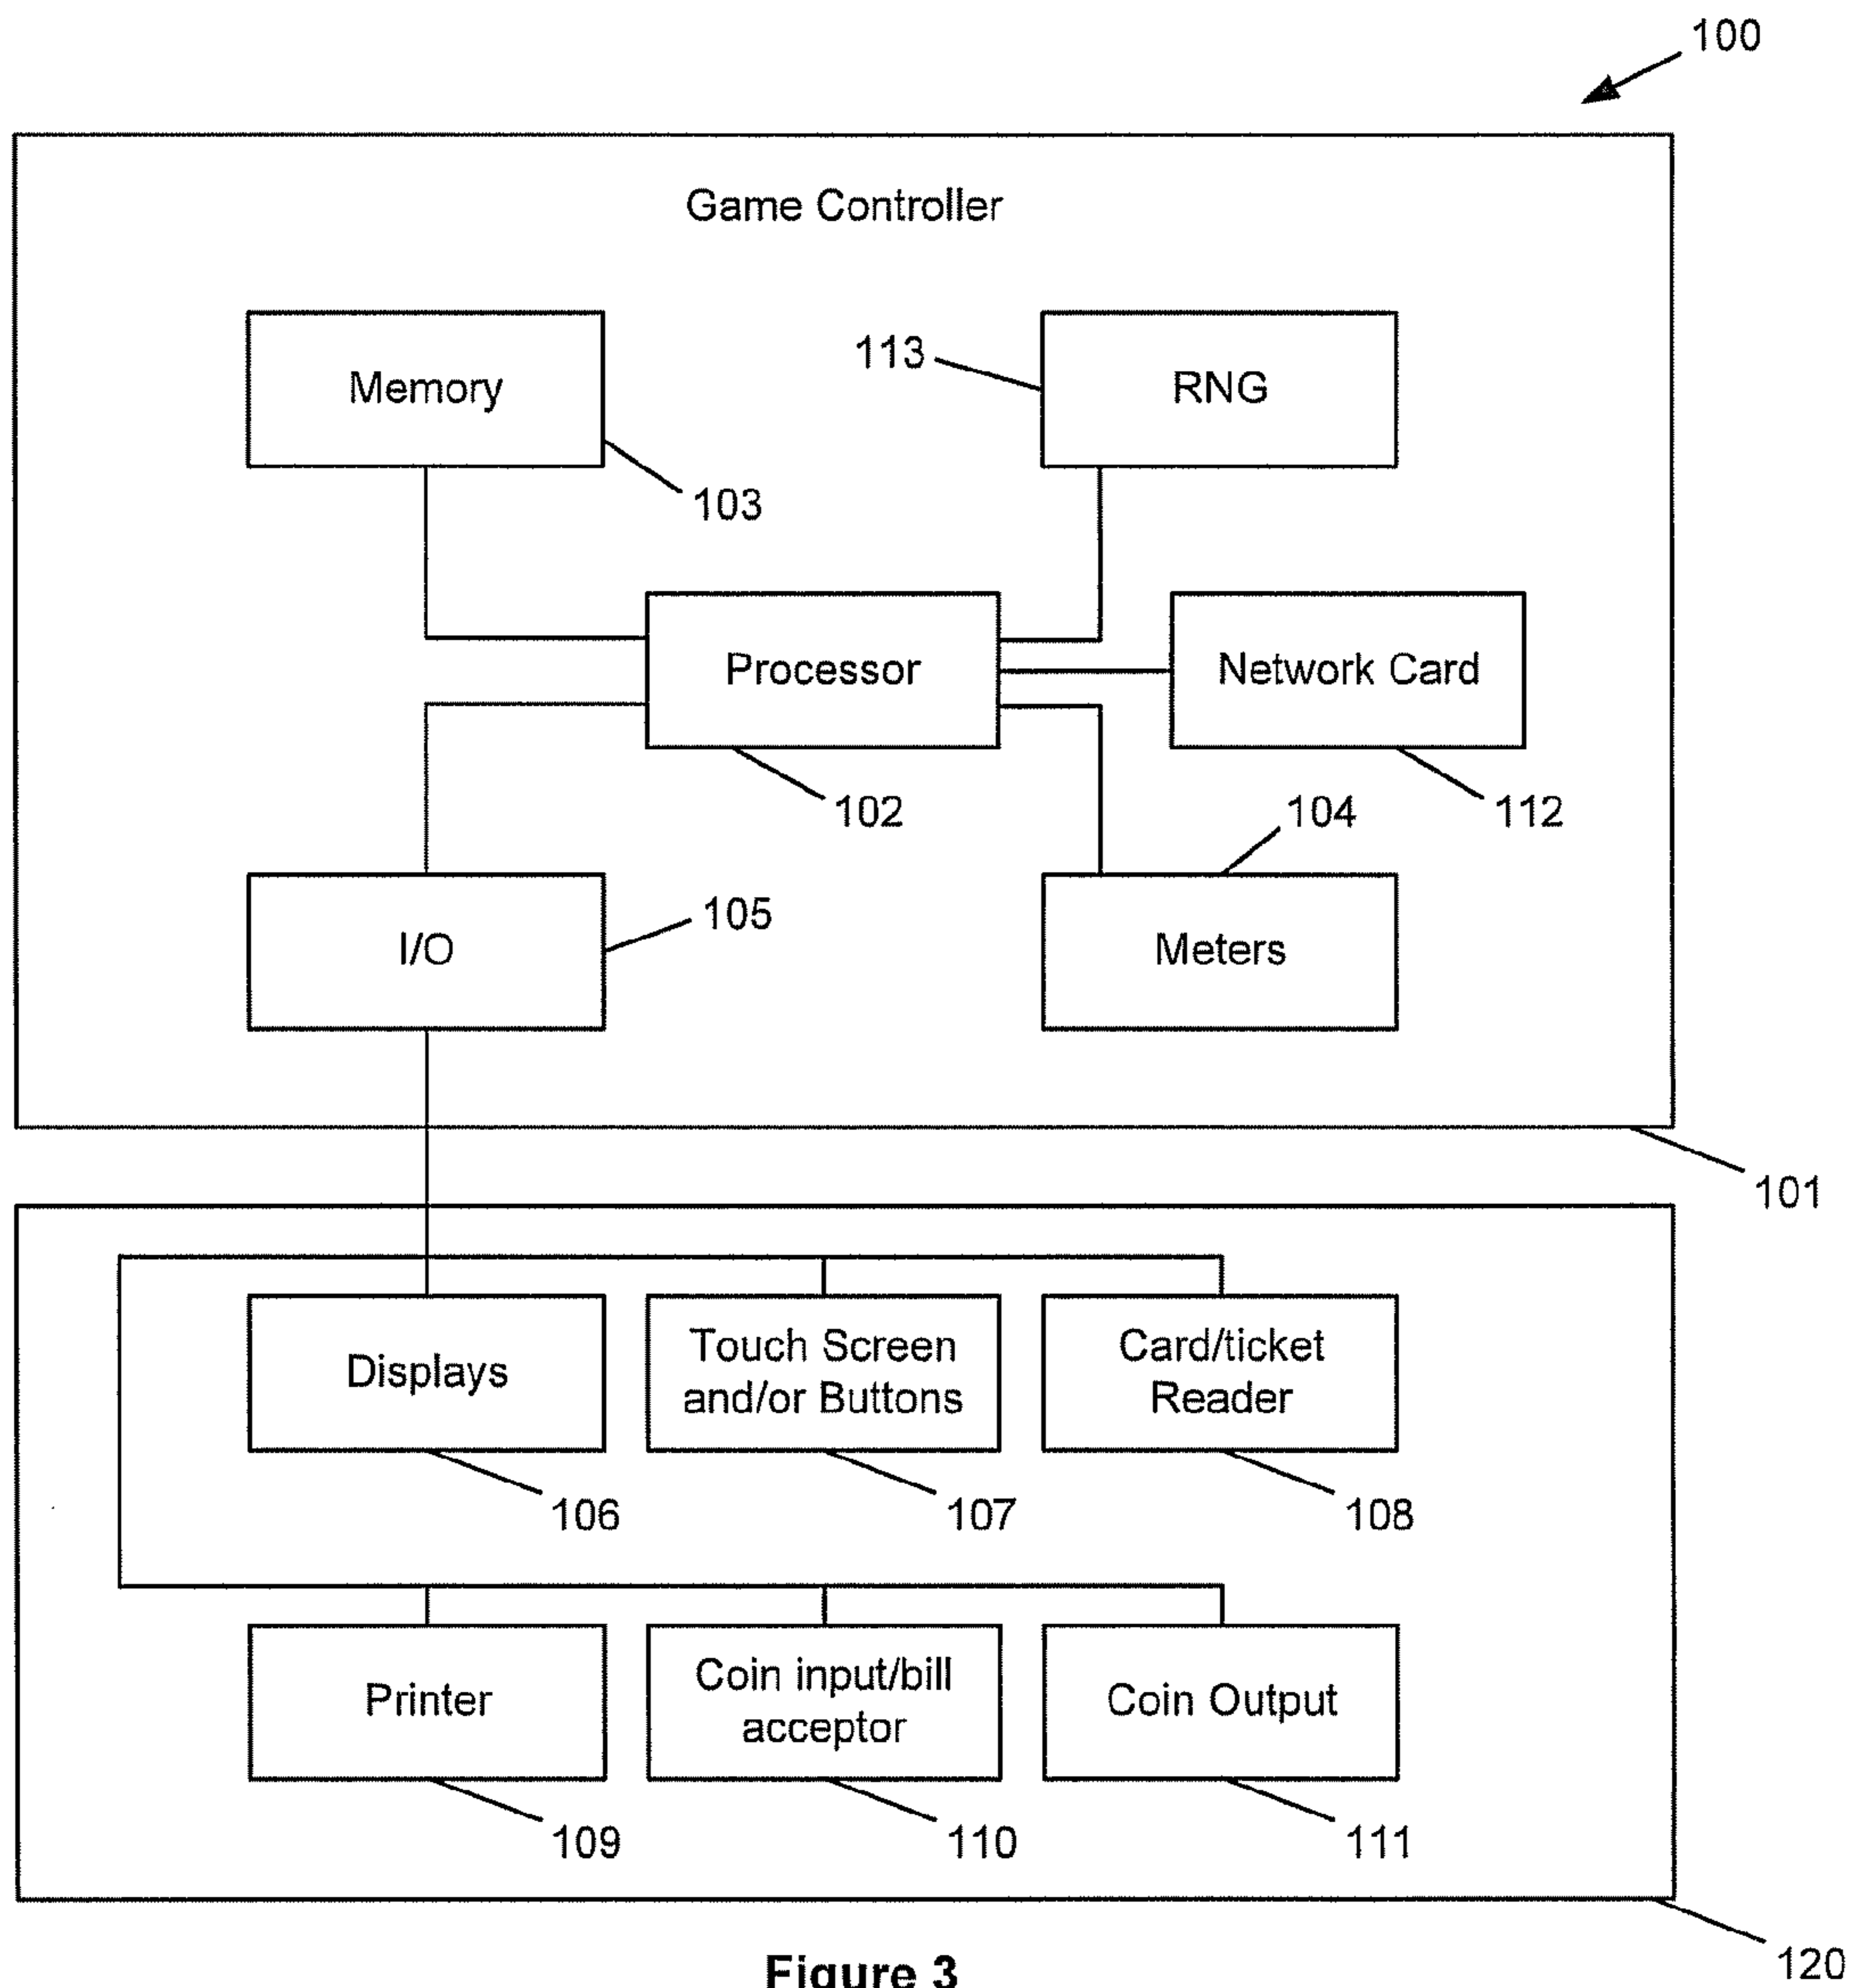 100
Game Controller
Memory
113
RNG
103
Processor
Network Card
102
104
112
I/O
105
Meters
101
Displays
Touch Screen
and/or Buttons
Card/ticket
Reader
106
107
108
Printer
Coin input/bill
acceptor
Coin Output
109
110
111
120
Figure 3